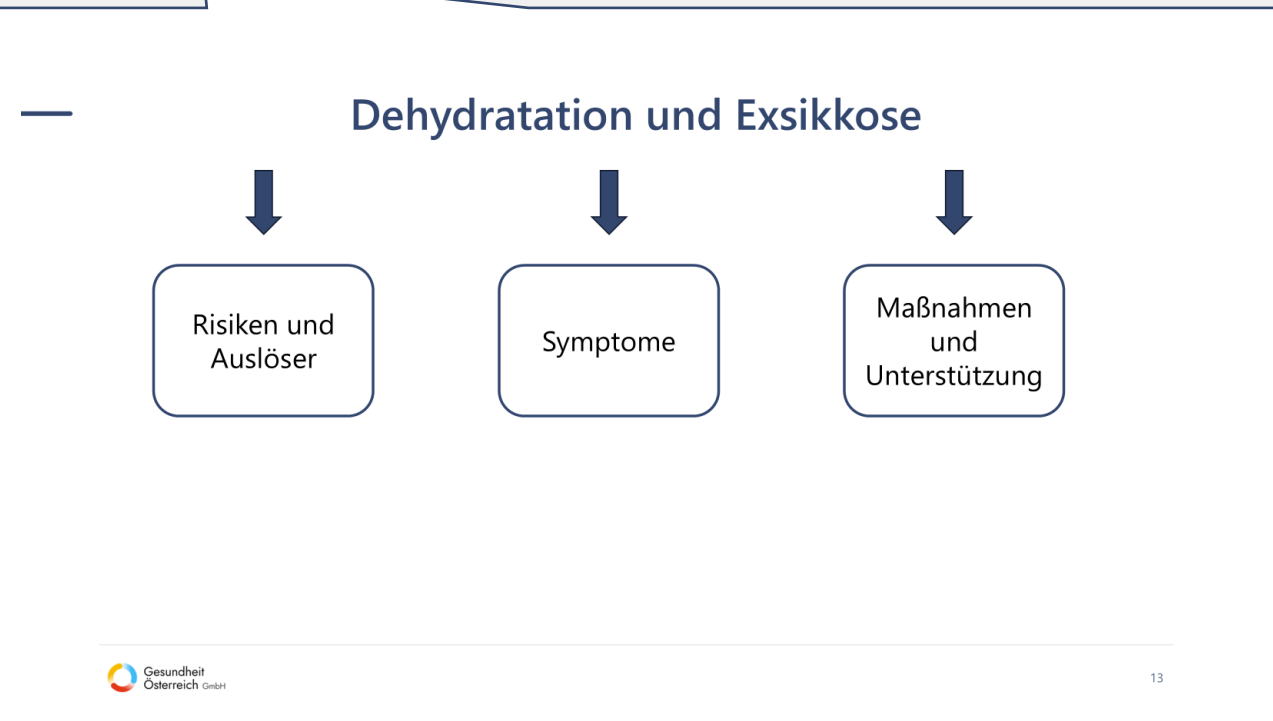 Dehydratation und Exsikkose
Risiken und
Auslöser
Symptome
Maßnahmen
und
Unterstützung
Gesundheit
Österreich GmbH
13